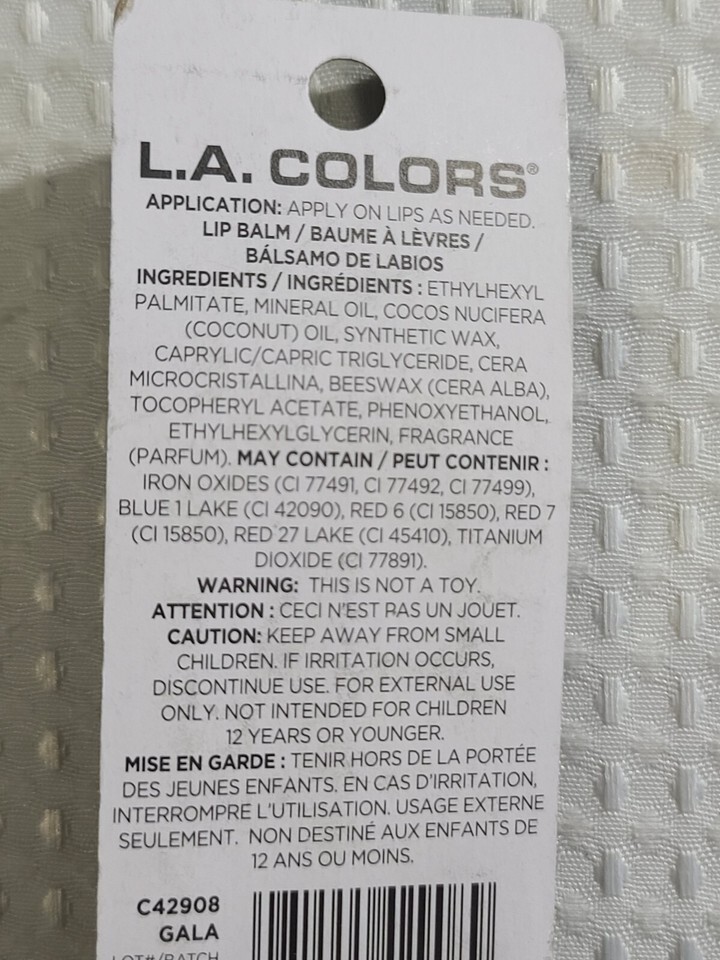 L.A. COLORS®
APPLICATION: APPLY ON LIPS AS NEEDED.
LIP BALM / BAUME À LÈVRES /
BÁLSAMO DE LABIOS
INGREDIENTS / INGRÉDIENTS : ETHYLHEXYL
PALMITATE, MINERAL OIL, COCOS NUCIFERA
(COCONUT) OIL, SYNTHETIC WAX,
CAPRYLIC/CAPRIC TRIGLYCERIDE, CERA
MICROCRISTALLINA, BEESWAX (CERA ALBA),
TOCOPHERYL ACETATE, PHENOXYETHANOL,
ETHYLHEXYLGLYCERIN, FRAGRANCE
(PARFUM). MAY CONTAIN / PEUT CONTENIR :
IRON OXIDES (CI 77491, CI 77492, CI 77499),
BLUE 1 LAKE (CI 42090), RED 6 (CI 15850), RED 7
(CI 15850), RED 27 LAKE (CI 45410), TITANIUM
DIOXIDE (CI 77891).
WARNING: THIS IS NOT A TOY.
ATTENTION : CECI N'EST PAS UN JOUET.
CAUTION: KEEP AWAY FROM SMALL
CHILDREN. IF IRRITATION OCCURS,
DISCONTINUE USE. FOR EXTERNAL USE
ONLY. NOT INTENDED FOR CHILDREN
12 YEARS OR YOUNGER.
MISE EN GARDE : TENIR HORS DE LA PORTÉE
DES JEUNES ENFANTS. EN CAS D'IRRITATION,
INTERROMPRE L'UTILISATION. USAGE EXTERNE
SEULEMENT. NON DESTINÉ AUX ENFANTS DE
12 ANS OU MOINS.
C42908
GALA
LOT#/BATCH